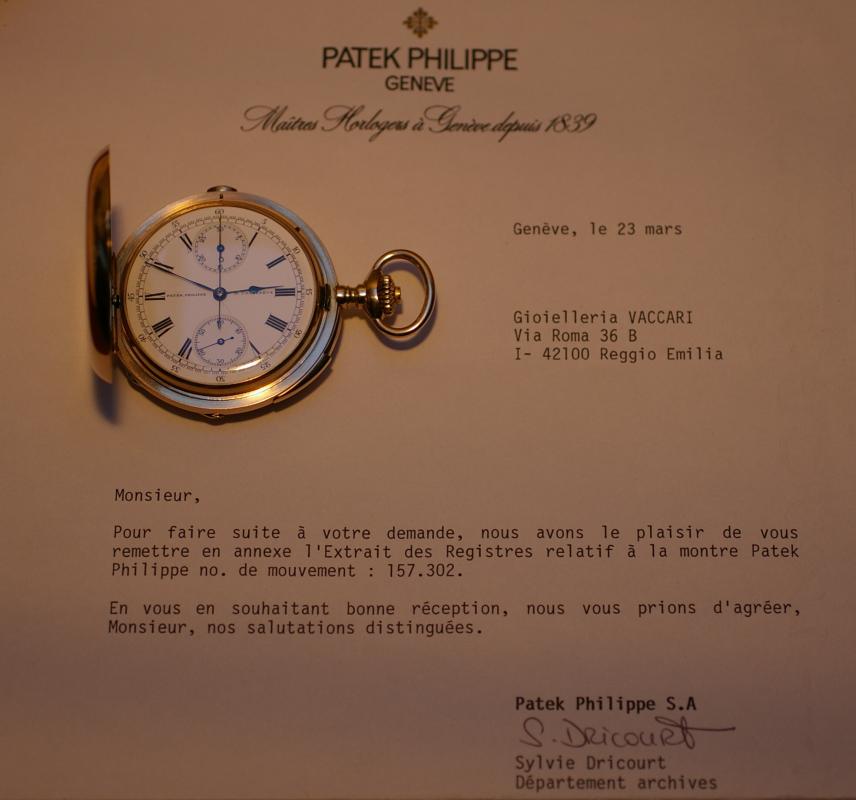 PATEK PHILIPPE
GENEVE
Maîtres Horlogers à Genève depuis 1839
Genève, le 23 mars
Gioielleria VACCARI
Via Roma 36 B
I- 42100 Reggio Emilia
60
PATEK PHILIPPE
Monsieur,
Pour faire suite à votre demande, nous avons le plaisir de vous
remettre en annexe l'Extrait des Registres relatif à la montre Patek
Philippe no. de mouvement : 157.302.
En vous en souhaitant bonne réception, nous vous prions d'agréer,
Monsieur, nos salutations distinguées.
Patek Philippe S.A
S. Dricourt
Sylvie Dricourt
Département archives